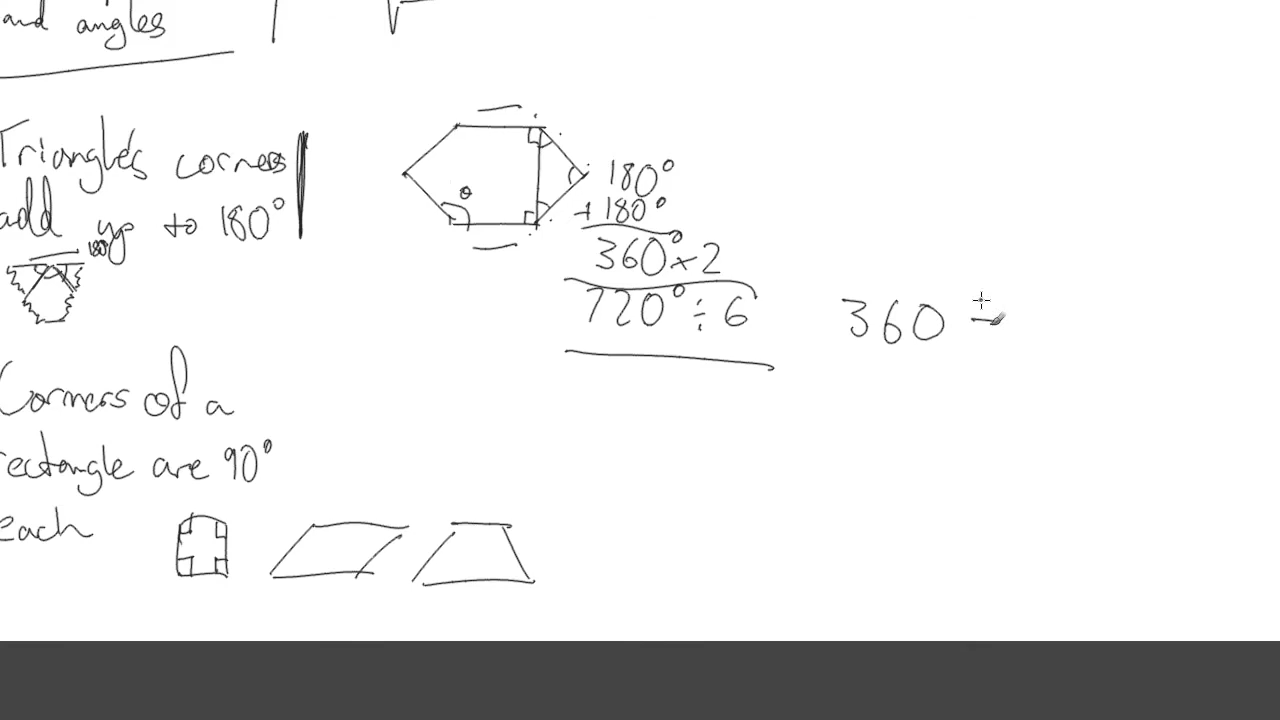 and angles
Triangles corners
add up to 180°
180°
Corners of a
rectangle are 90°
each
θ
180°
+ 180°
360° × 2
720° ÷ 6
360 ÷